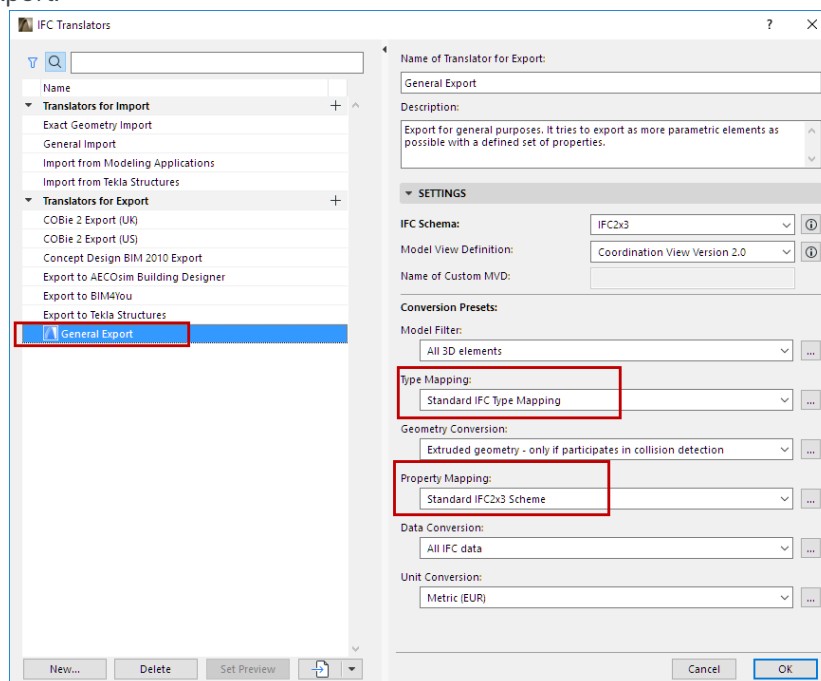 IFC Translators
? X
Name
Translators for Import
Exact Geometry Import
General Import
Import from Modeling Applications
Import from Tekla Structures
Translators for Export
COBie 2 Export (UK)
COBie 2 Export (US)
Concept Design BIM 2010 Export
Export to AECOsim Building Designer
Export to BIM4You
Export to Tekla Structures
General Export
New...
Delete
Set Preview
Name of Translator for Export:
General Export
Description:
Export for general purposes. It tries to export as more parametric elements as
possible with a defined set of properties.
SETTINGS
IFC Schema:
IFC2x3
Model View Definition:
Coordination View Version 2.0
Name of Custom MVD:
Conversion Presets:
Model Filter:
All 3D elements
...
Type Mapping:
Standard IFC Type Mapping
...
Geometry Conversion:
Extruded geometry - only if participates in collision detection
...
Property Mapping:
Standard IFC2x3 Scheme
...
Data Conversion:
All IFC data
...
Unit Conversion:
Metric (EUR)
...
Cancel
OK